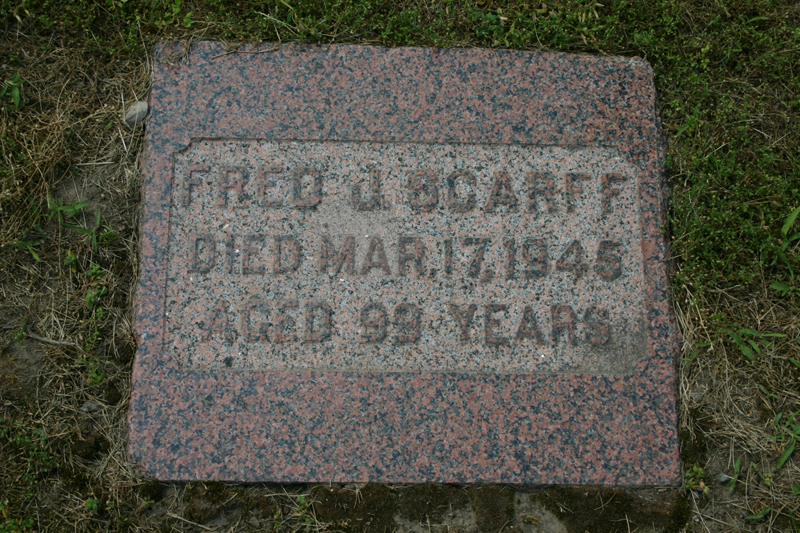 FRED J. SCARFF
DIED MAR. 17, 1945
AGED 99 YEARS